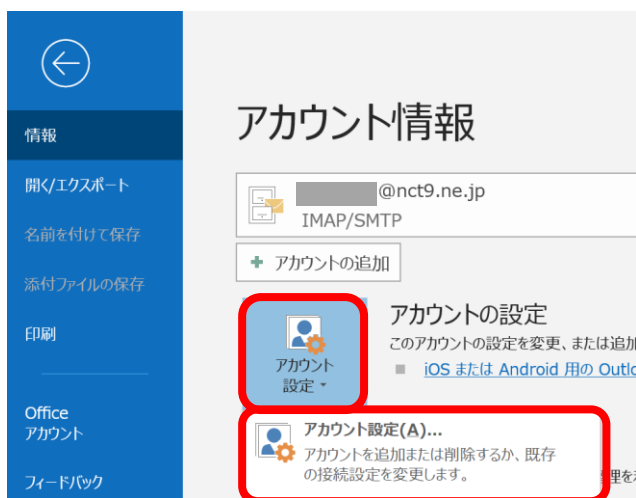 情報
開く/エクスポート
名前を付けて保存
添付ファイルの保存
印刷
Office
アカウント
フィードバック
アカウント情報
@nct9.ne.jp
IMAP/SMTP
アカウントの追加
アカウント
設定
アカウントの設定
このアカウントの設定を変更、または追加
iOS または Android 用の Outlo
アカウント設定(A)...
アカウントを追加または削除するか、既存
の接続設定を変更します。
理を